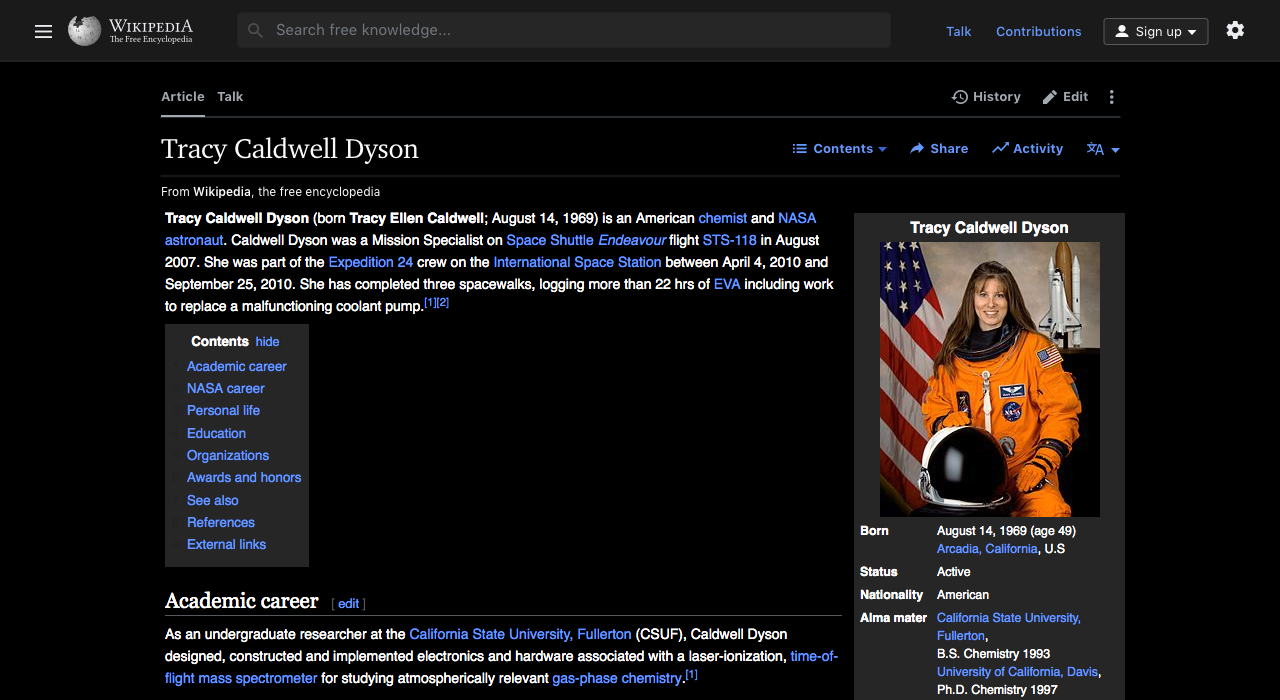 WIKIPEDIA
The Free Encyclopedia
Search free knowledge...
Talk Contributions Sign up
Article Talk History Edit
Tracy Caldwell Dyson
Contents Share Activity
From Wikipedia, the free encyclopedia
Tracy Caldwell Dyson (born Tracy Ellen Caldwell; August 14, 1969) is an American chemist and NASA
astronaut. Caldwell Dyson was a Mission Specialist on Space Shuttle Endeavour flight STS-118 in August
2007. She was part of the Expedition 24 crew on the International Space Station between April 4, 2010 and
September 25, 2010. She has completed three spacewalks, logging more than 22 hrs of EVA including work
to replace a malfunctioning coolant pump.[1][2]
Contents hide
Academic career
NASA career
Personal life
Education
Organizations
Awards and honors
See also
References
External links
Academic career [ edit ]
As an undergraduate researcher at the California State University, Fullerton (CSUF), Caldwell Dyson
designed, constructed and implemented electronics and hardware associated with a laser-ionization, time-of-
flight mass spectrometer for studying atmospherically relevant gas-phase chemistry.[1]
Tracy Caldwell Dyson
NASA
Born August 14, 1969 (age 49)
Arcadia, California, U.S
Status Active
Nationality American
Alma mater California State University,
Fullerton,
B.S. Chemistry 1993
University of California, Davis,
Ph.D. Chemistry 1997